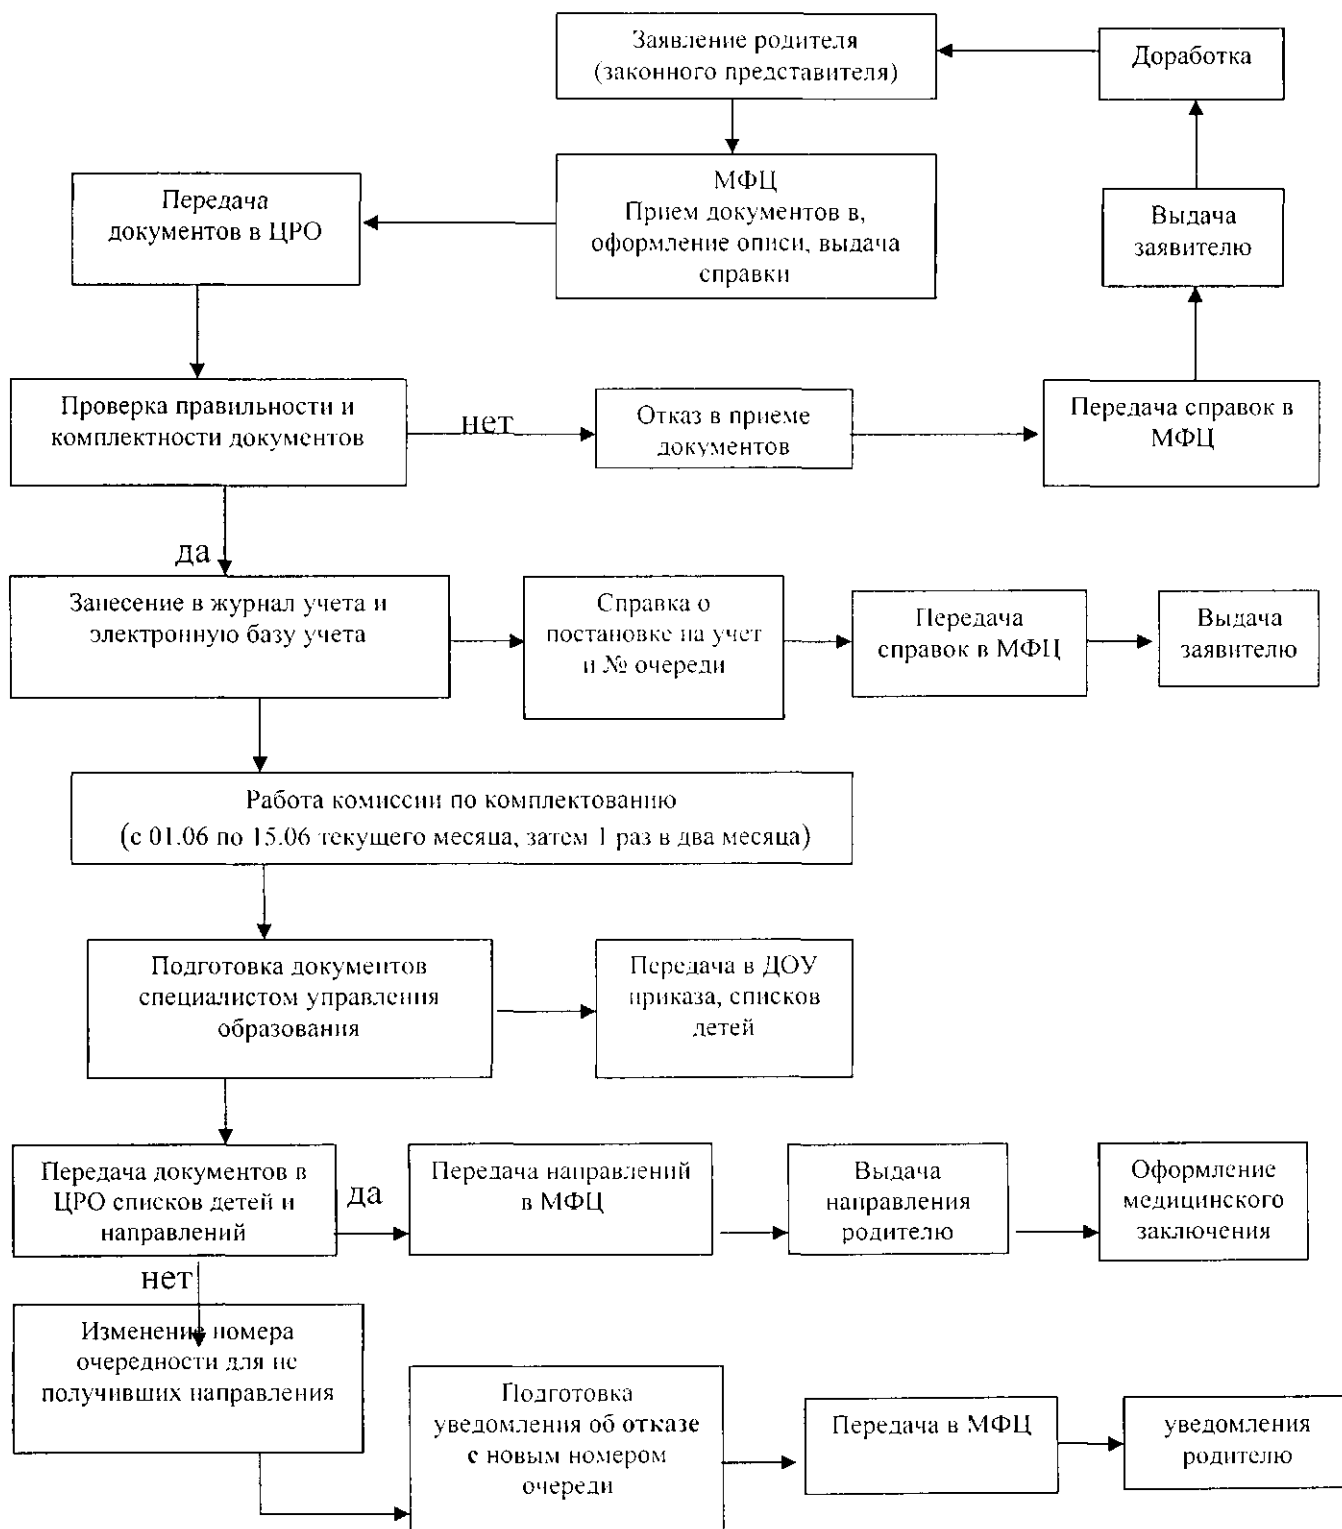 Заявление родителя
(законного представителя)
Доработка
МФЦ
Прием документов в,
оформление описи, выдача
справки
Передача
документов в ЦРО
Выдача
заявителю
Проверка правильности и
комплектности документов
нет
Отказ в приеме
документов
Передача справок в
МФЦ
да
Занесение в журнал учета и
электронную базу учета
Справка о
постановке на учет
и № очереди
Передача
справок в МФЦ
Выдача
заявителю
Работа комиссии по комплектованию
(с 01.06 по 15.06 текущего месяца, затем 1 раз в два месяца)
Подготовка документов
специалистом управления
образования
Передача в ДОУ
приказа, списков
детей
Передача документов в
ЦРО списков детей и
направлений
да
Передача направлений
в МФЦ
Выдача
направления
родителю
Оформление
медицинского
заключения
нет
Изменение номера
очередности для не
получивших направления
Подготовка
уведомления об отказе
с новым номером
очереди
Передача в МФЦ
уведомления
родителю